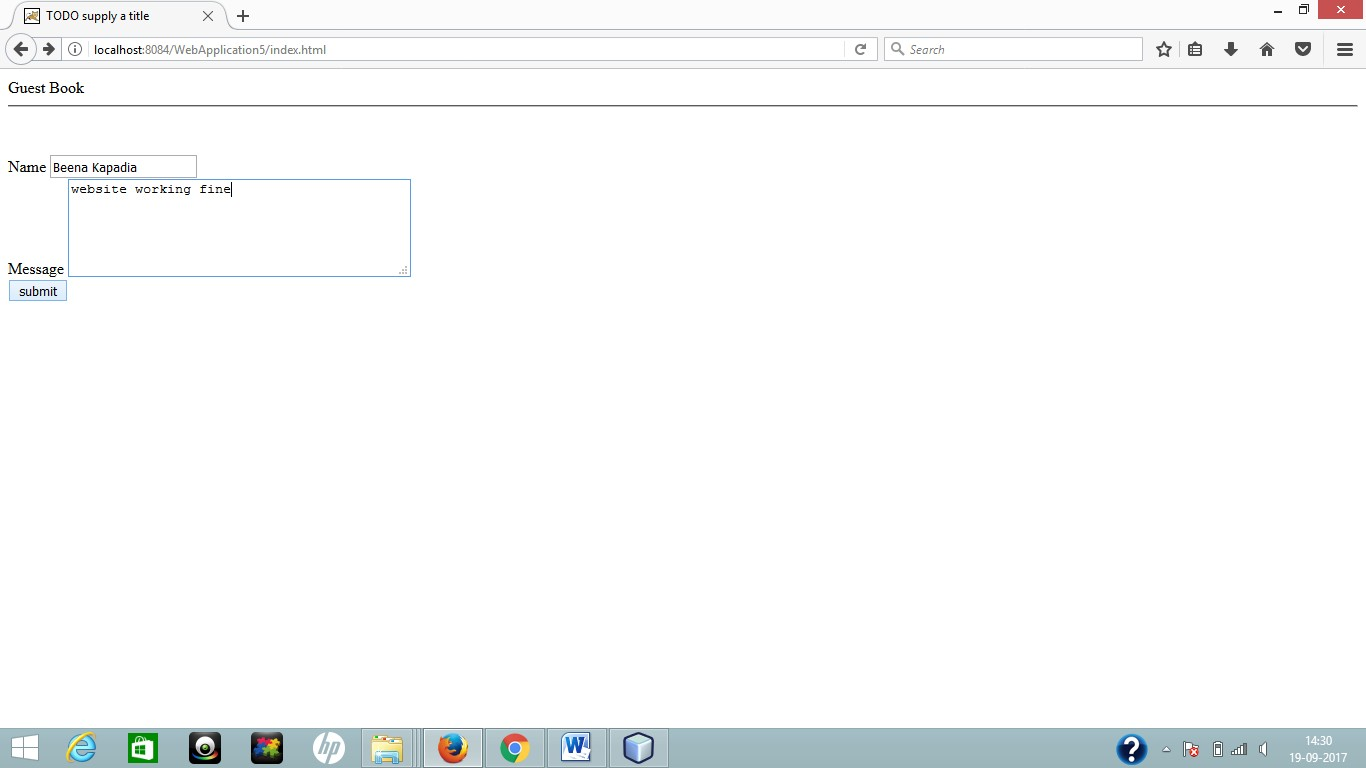 TODO supply a title
localhost:8084/WebApplication5/index.html
Search
Guest Book
Name Beena Kapadia
website working fine
Message
submit
hp
W
?
14:30
19-09-2017